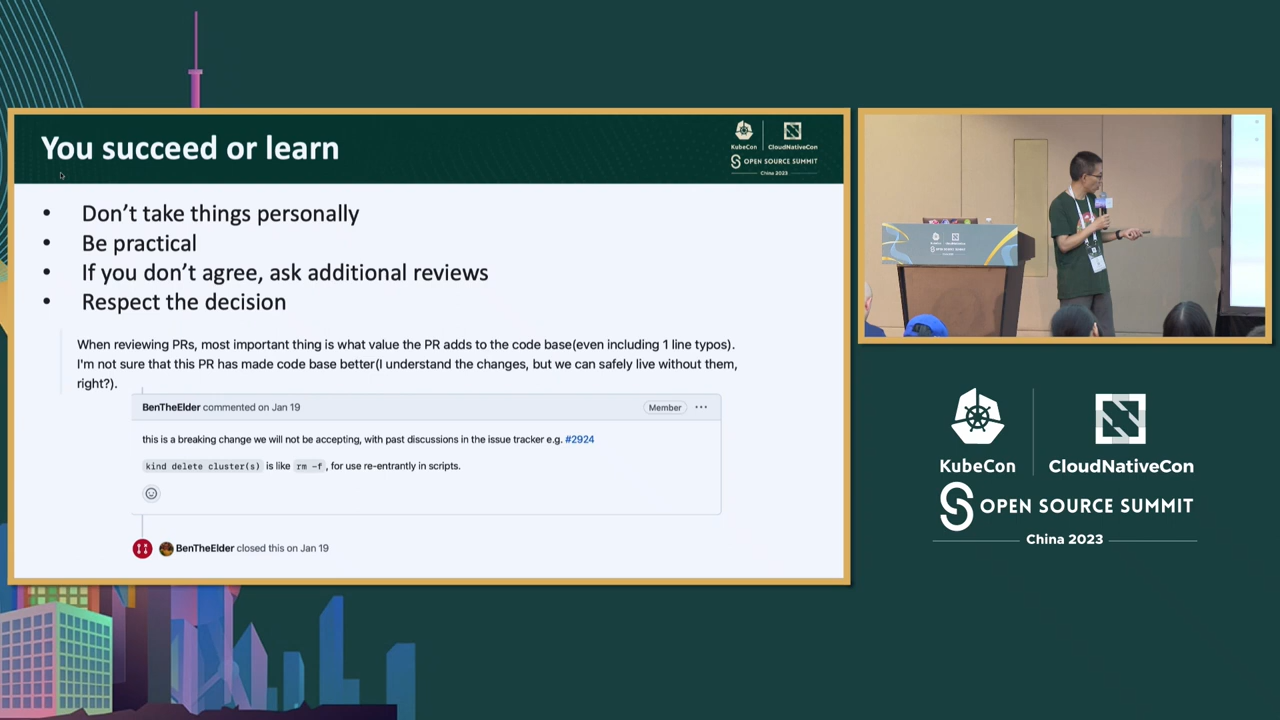 You succeed or learn
KubeCon
CloudNativeCon
OPEN SOURCE SUMMIT
China 2023
• Don’t take things personally
• Be practical
• If you don’t agree, ask additional reviews
• Respect the decision
When reviewing PRs, most important thing is what value the PR adds to the code base(even including 1 line typos).
I'm not sure that this PR has made code base better(I understand the changes, but we can safely live without them,
right?).
BenTheElder commented on Jan 19
Member
this is a breaking change we will not be accepting, with past discussions in the issue tracker e.g. #2924
kind delete cluster(s) is like rm -f, for use re-entrantly in scripts.
BenTheElder closed this on Jan 19
KubeCon
CloudNativeCon
OPEN SOURCE SUMMIT
China 2023